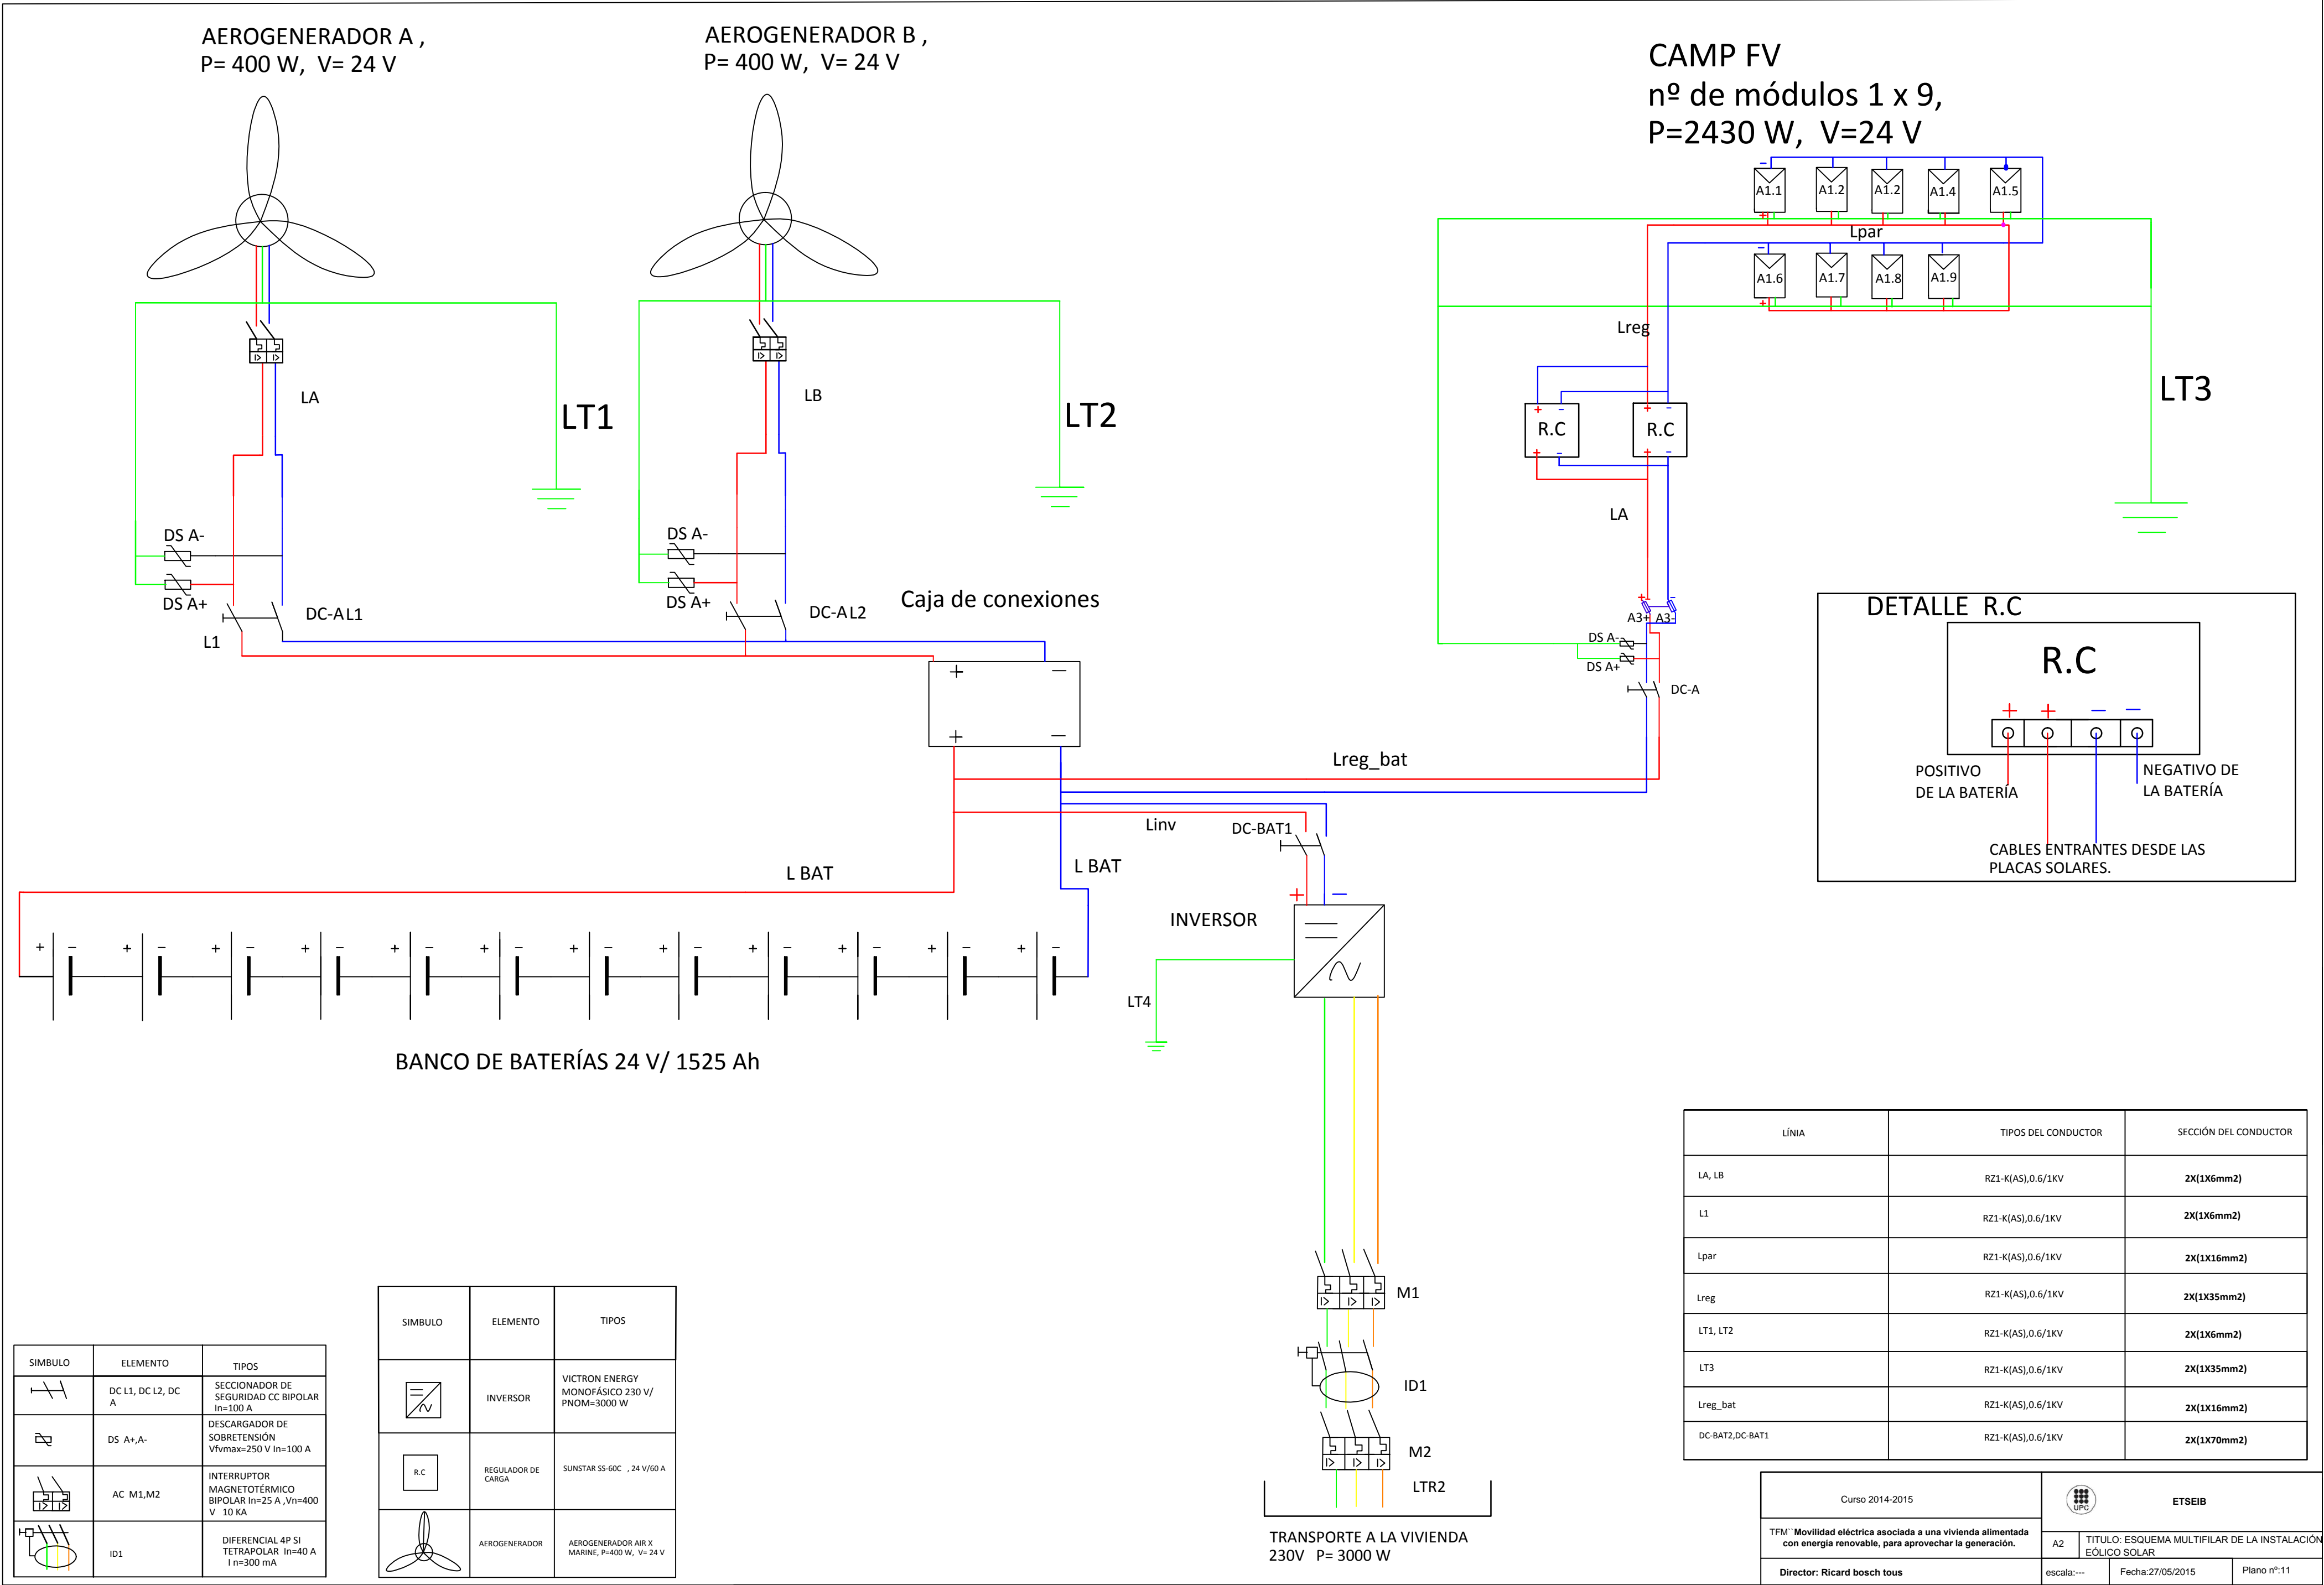 AEROGENERADOR A ,
P= 400 W, V= 24 V
AEROGENERADOR B ,
P= 400 W, V= 24 V
CAMP FV
nº de módulos 1 x 9,
P=2430 W, V=24 V
− A1.1 +
A1.2
A1.2
A1.4
A1.5
Lpar
− A1.6 +
A1.7
A1.8
A1.9
Lreg
LA
LB
LT1
LT2
LT3
+ −
R.C
+ −
+ −
R.C
+ −
LA
DS A-
DS A+
DC-AL1
L1
DS A-
DS A+
DC-AL2
Caja de conexiones
+ −
+ −
+ −
A3+ A3-
DS A-
DS A+
DC-A
DETALLE R.C
R.C
+ + − −
POSITIVO
DE LA BATERÍA
NEGATIVO DE
LA BATERÍA
CABLES ENTRANTES DESDE LAS
PLACAS SOLARES.
Lreg_bat
Linv
DC-BAT1
L BAT
L BAT
+ −
INVERSOR
+ − + − + − + − + − + − + − + − + − + − + − + −
LT4
BANCO DE BATERÍAS 24 V/ 1525 Ah
M1
I> I> I>
ID1
M2
I> I> I>
LTR2
TRANSPORTE A LA VIVIENDA
230V P= 3000 W
SIMBULO ELEMENTO TIPOS
DC L1, DC L2, DC
A
SECCIONADOR DE
SEGURIDAD CC BIPOLAR
In=100 A
DS A+,A-
DESCARGADOR DE
SOBRETENSIÓN
Vfvmax=250 V In=100 A
I> I>
AC M1,M2
INTERRUPTOR
MAGNETOTÉRMICO
BIPOLAR In=25 A ,Vn=400
V 10 KA
ID1
DIFERENCIAL 4P SI
TETRAPOLAR In=40 A
I n=300 mA
SIMBULO ELEMENTO TIPOS
INVERSOR
VICTRON ENERGY
MONOFÁSICO 230 V/
PNOM=3000 W
R.C
REGULADOR DE
CARGA
SUNSTAR SS-60C , 24 V/60 A
AEROGENERADOR
AEROGENERADOR AIR X
MARINE, P=400 W, V= 24 V
LÍNIA TIPOS DEL CONDUCTOR SECCIÓN DEL CONDUCTOR
LA, LB RZ1-K(AS),0.6/1KV 2X(1X6mm2)
L1 RZ1-K(AS),0.6/1KV 2X(1X6mm2)
Lpar RZ1-K(AS),0.6/1KV 2X(1X16mm2)
Lreg RZ1-K(AS),0.6/1KV 2X(1X35mm2)
LT1, LT2 RZ1-K(AS),0.6/1KV 2X(1X6mm2)
LT3 RZ1-K(AS),0.6/1KV 2X(1X35mm2)
Lreg_bat RZ1-K(AS),0.6/1KV 2X(1X16mm2)
DC-BAT2,DC-BAT1 RZ1-K(AS),0.6/1KV 2X(1X70mm2)
Curso 2014-2015
UPC
ETSEIB
TFM``Movilidad eléctrica asociada a una vivienda alimentada
con energía renovable, para aprovechar la generación.
A2
TITULO: ESQUEMA MULTIFILAR DE LA INSTALACIÓN
EÓLICO SOLAR
Director: Ricard bosch tous
escala:---
Fecha:27/05/2015
Plano nº:11